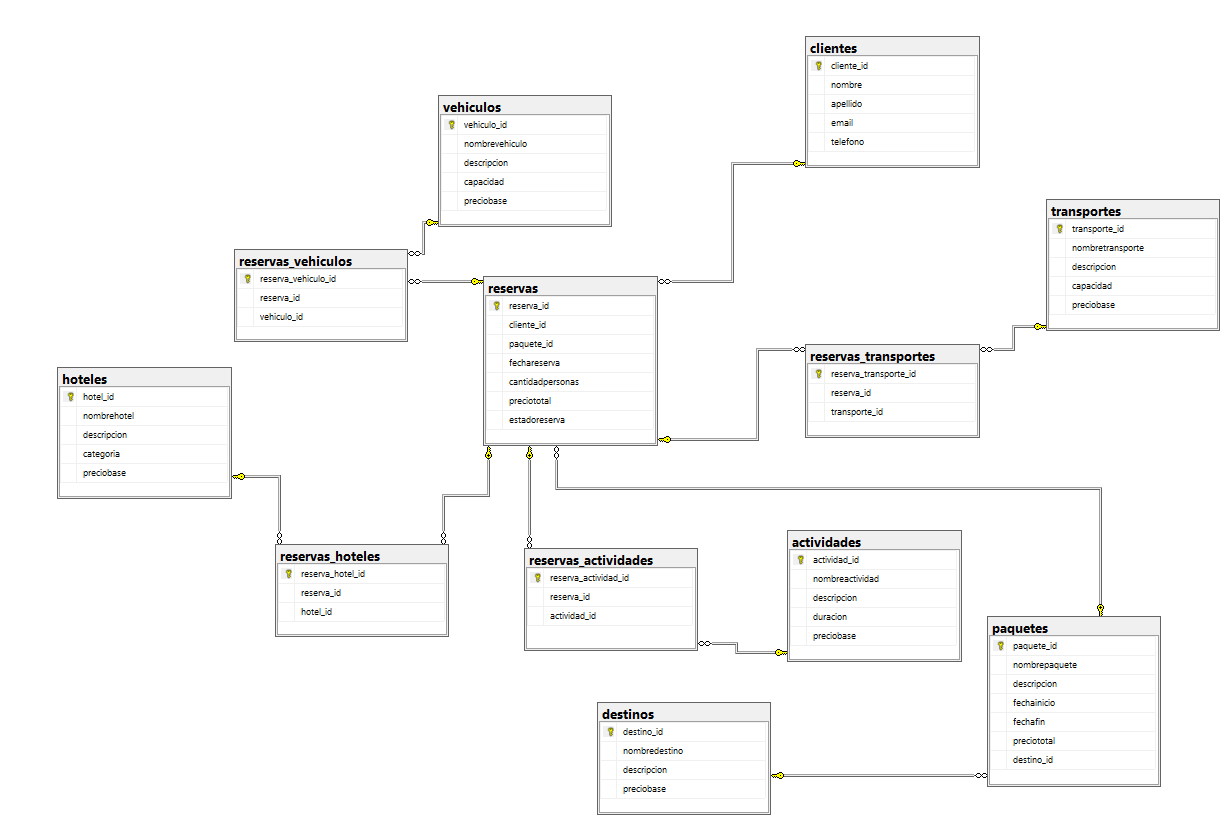 clientes
cliente_id
nombre
apellido
email
telefono
vehiculos
vehiculo_id
nombrevehiculo
descripcion
capacidad
preciobase
transportes
transporte_id
nombretransporte
descripcion
capacidad
preciobase
reservas_vehiculos
reserva_vehiculo_id
reserva_id
vehiculo_id
reservas
reserva_id
cliente_id
paquete_id
fechareserva
cantidadpersonas
preciototal
estadoreserva
reservas_transportes
reserva_transporte_id
reserva_id
transporte_id
hoteles
hotel_id
nombrehotel
descripcion
categoria
preciobase
reservas_hoteles
reserva_hotel_id
reserva_id
hotel_id
reservas_actividades
reserva_actividad_id
reserva_id
actividad_id
actividades
actividad_id
nombreactividad
descripcion
duracion
preciobase
paquetes
paquete_id
nombrepaquete
descripcion
fechainicio
fechafin
preciototal
destino_id
destinos
destino_id
nombredestino
descripcion
preciobase